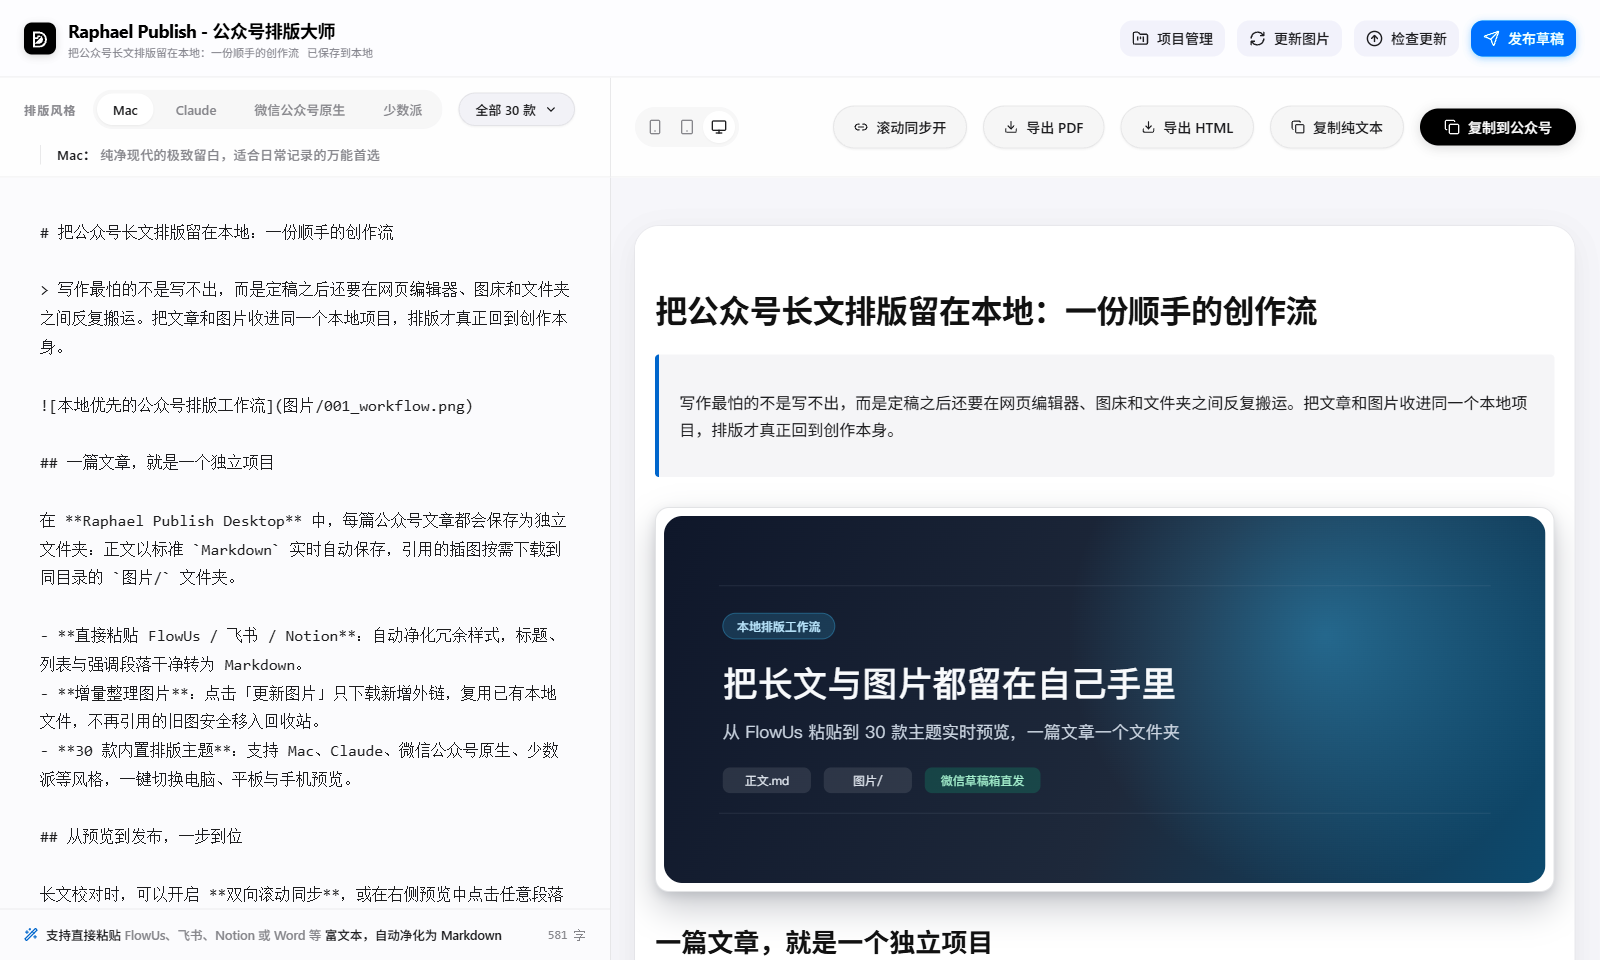 Raphael Publish - 公众号排版大师
把公众号长文排版留在本地：一份顺手的创作流 已保存到本地
项目管理
更新图片
检查更新
发布草稿
排版风格
Mac
Claude
微信公众号原生
少数派
全部 30 款
Mac： 纯净现代的极致留白，适合日常记录的万能首选
滚动同步开
导出 PDF
导出 HTML
复制纯文本
复制到公众号
# 把公众号长文排版留在本地：一份顺手的创作流
> 写作最怕的不是写不出，而是定稿之后还要在网页编辑器、图床和文件夹
之间反复搬运。把文章和图片收进同一个本地项目，排版才真正回到创作本
身。
![本地优先的公众号排版工作流](图片/001_workflow.png)
## 一篇文章，就是一个独立项目
在 **Raphael Publish Desktop** 中，每篇公众号文章都会保存为独立
文件夹：正文以标准 `Markdown` 实时自动保存，引用的插图按需下载到
同目录的 `图片/` 文件夹。
- **直接粘贴 FlowUs / 飞书 / Notion**：自动净化冗余样式，标题、
列表与强调段落干净转为 Markdown。
- **增量整理图片**：点击「更新图片」只下载新增外链，复用已有本地
文件，不再引用的旧图安全移入回收站。
- **30 款内置排版主题**：支持 Mac、Claude、微信公众号原生、少数
派等风格，一键切换电脑、平板与手机预览。
## 从预览到发布，一步到位
长文校对时，可以开启 **双向滚动同步**，或在右侧预览中点击任意段落
支持直接粘贴 FlowUs、飞书、Notion 或 Word 等 富文本，自动净化为 Markdown
581 字
把公众号长文排版留在本地：一份顺手的创作流
写作最怕的不是写不出，而是定稿之后还要在网页编辑器、图床和文件夹之间反复搬运。把文章和图片收进同一个本地项
目，排版才真正回到创作本身。
本地排版工作流
把长文与图片都留在自己手里
从 FlowUs 粘贴到 30 款主题实时预览，一篇文章一个文件夹
正文.md
图片/
微信草稿箱直发
一篇文章，就是一个独立项目